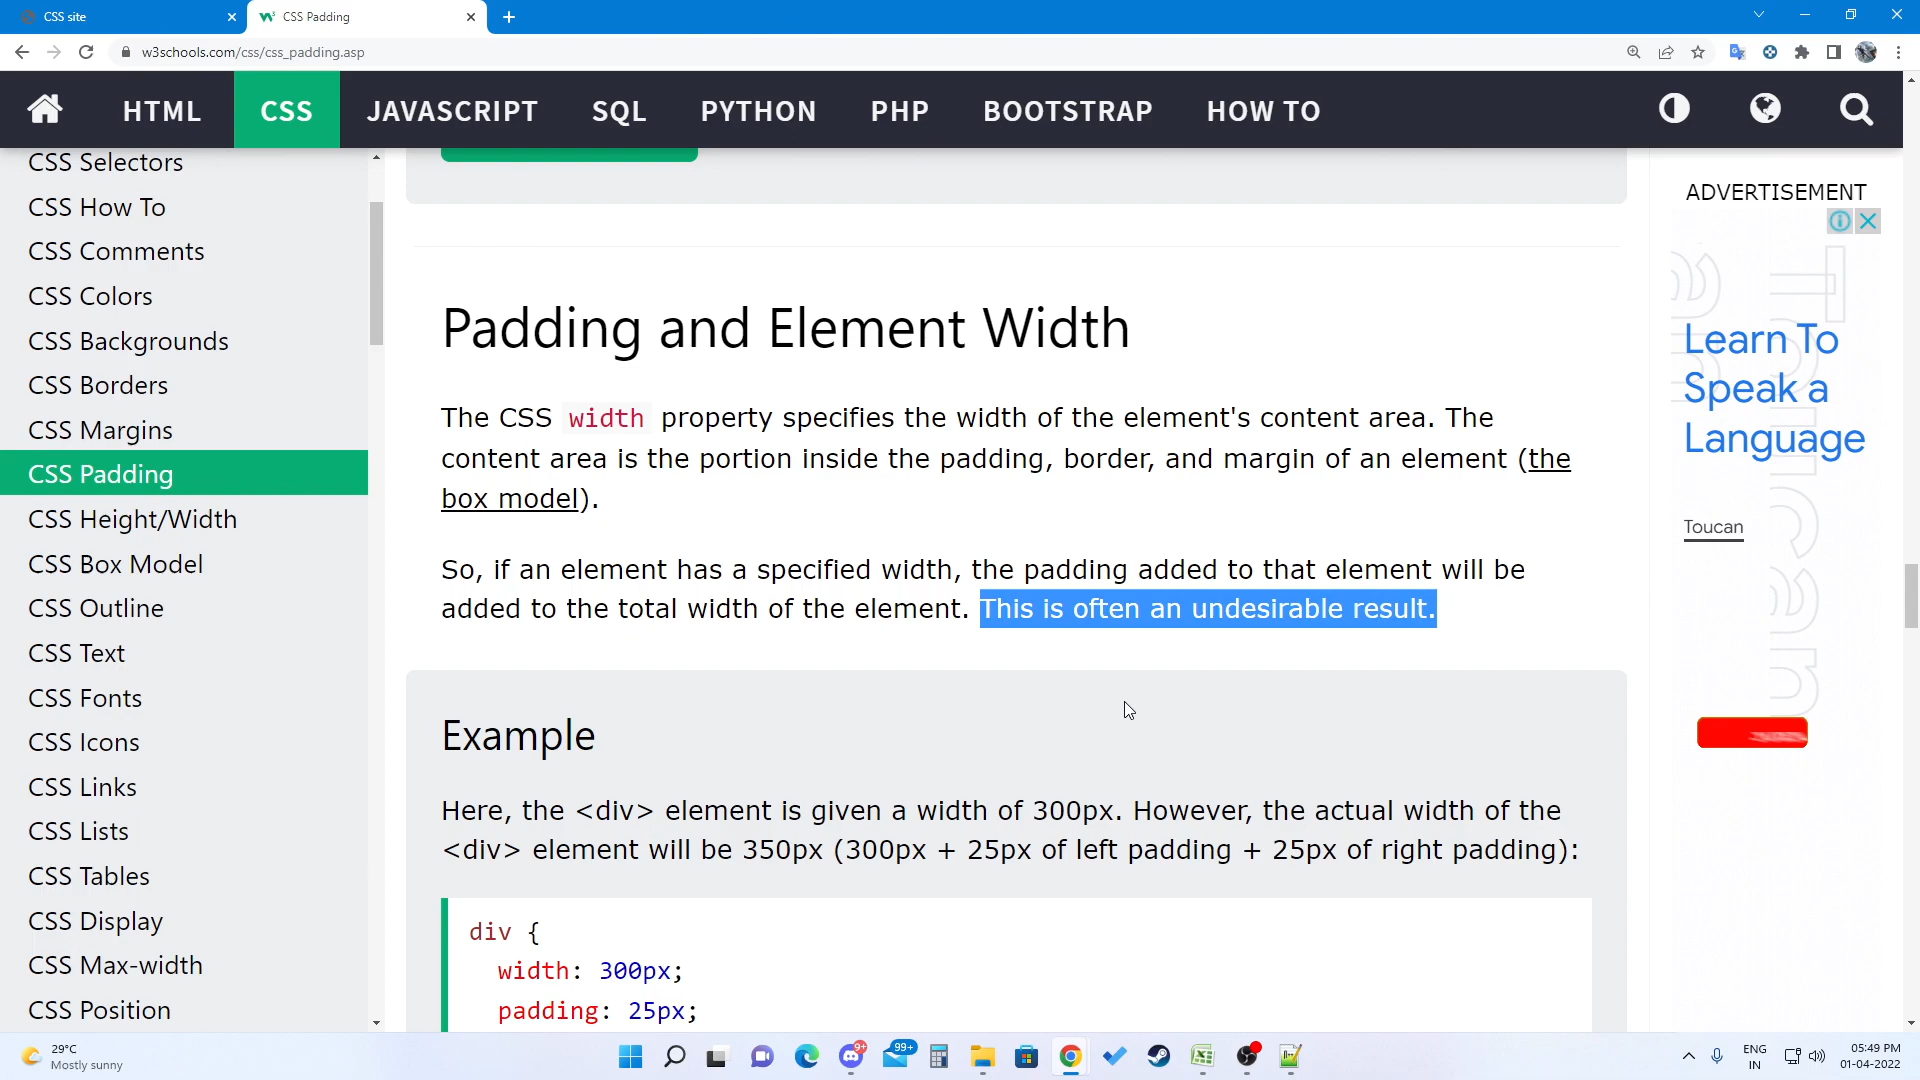 CSS site
CSS Padding
w3schools.com/css/css_padding.asp
HTML CSS JAVASCRIPT SQL PYTHON PHP BOOTSTRAP HOW TO
CSS Selectors
CSS How To
CSS Comments
CSS Colors
CSS Backgrounds
CSS Borders
CSS Margins
CSS Padding
CSS Height/Width
CSS Box Model
CSS Outline
CSS Text
CSS Fonts
CSS Icons
CSS Links
CSS Lists
CSS Tables
CSS Display
CSS Max-width
CSS Position
Padding and Element Width
The CSS width property specifies the width of the element's content area. The
content area is the portion inside the padding, border, and margin of an element (the
box model).
So, if an element has a specified width, the padding added to that element will be
added to the total width of the element. This is often an undesirable result.
Example
Here, the <div> element is given a width of 300px. However, the actual width of the
<div> element will be 350px (300px + 25px of left padding + 25px of right padding):
div {
width: 300px;
padding: 25px;
ADVERTISEMENT
Learn To
Speak a
Language
Toucan
29°C
Mostly sunny
9+
99+
ENG
IN
05:49 PM
01-04-2022